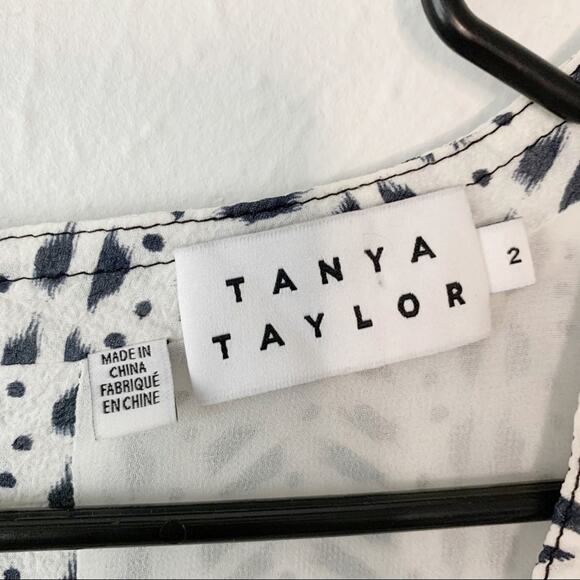 TANYA
TAYLOR
2
MADE IN
CHINA
FABRIQUÉ
EN CHINE